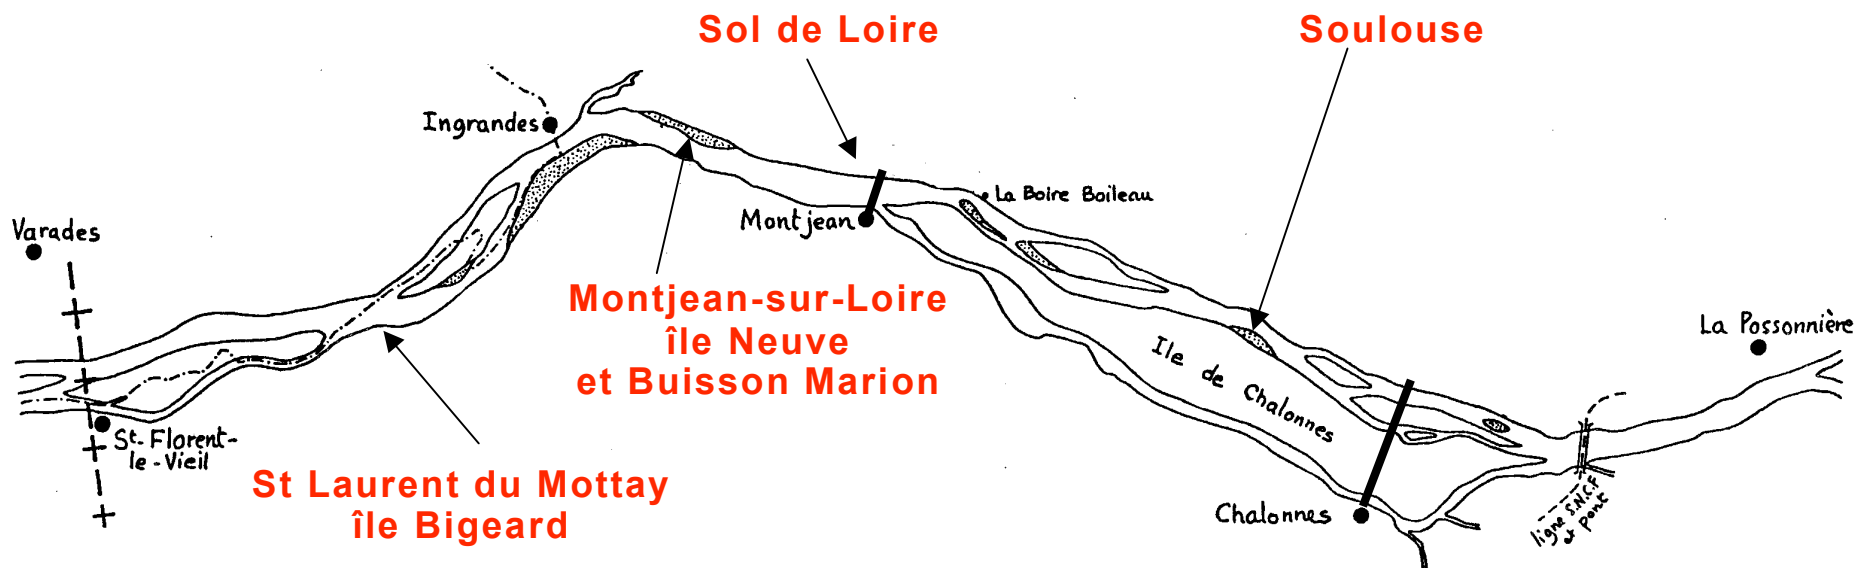 Sol de Loire
Soulouse
Ingrandes
La Boire Boileau
Montjean
Varades
Montjean-sur-Loire
île Neuve
et Buisson Marion
La Possonnière
Ile de Chalonnes
St-Florent-
le-Vieil
St Laurent du Mottay
île Bigeard
Chalonnes
ligne S.N.C.F
et pont